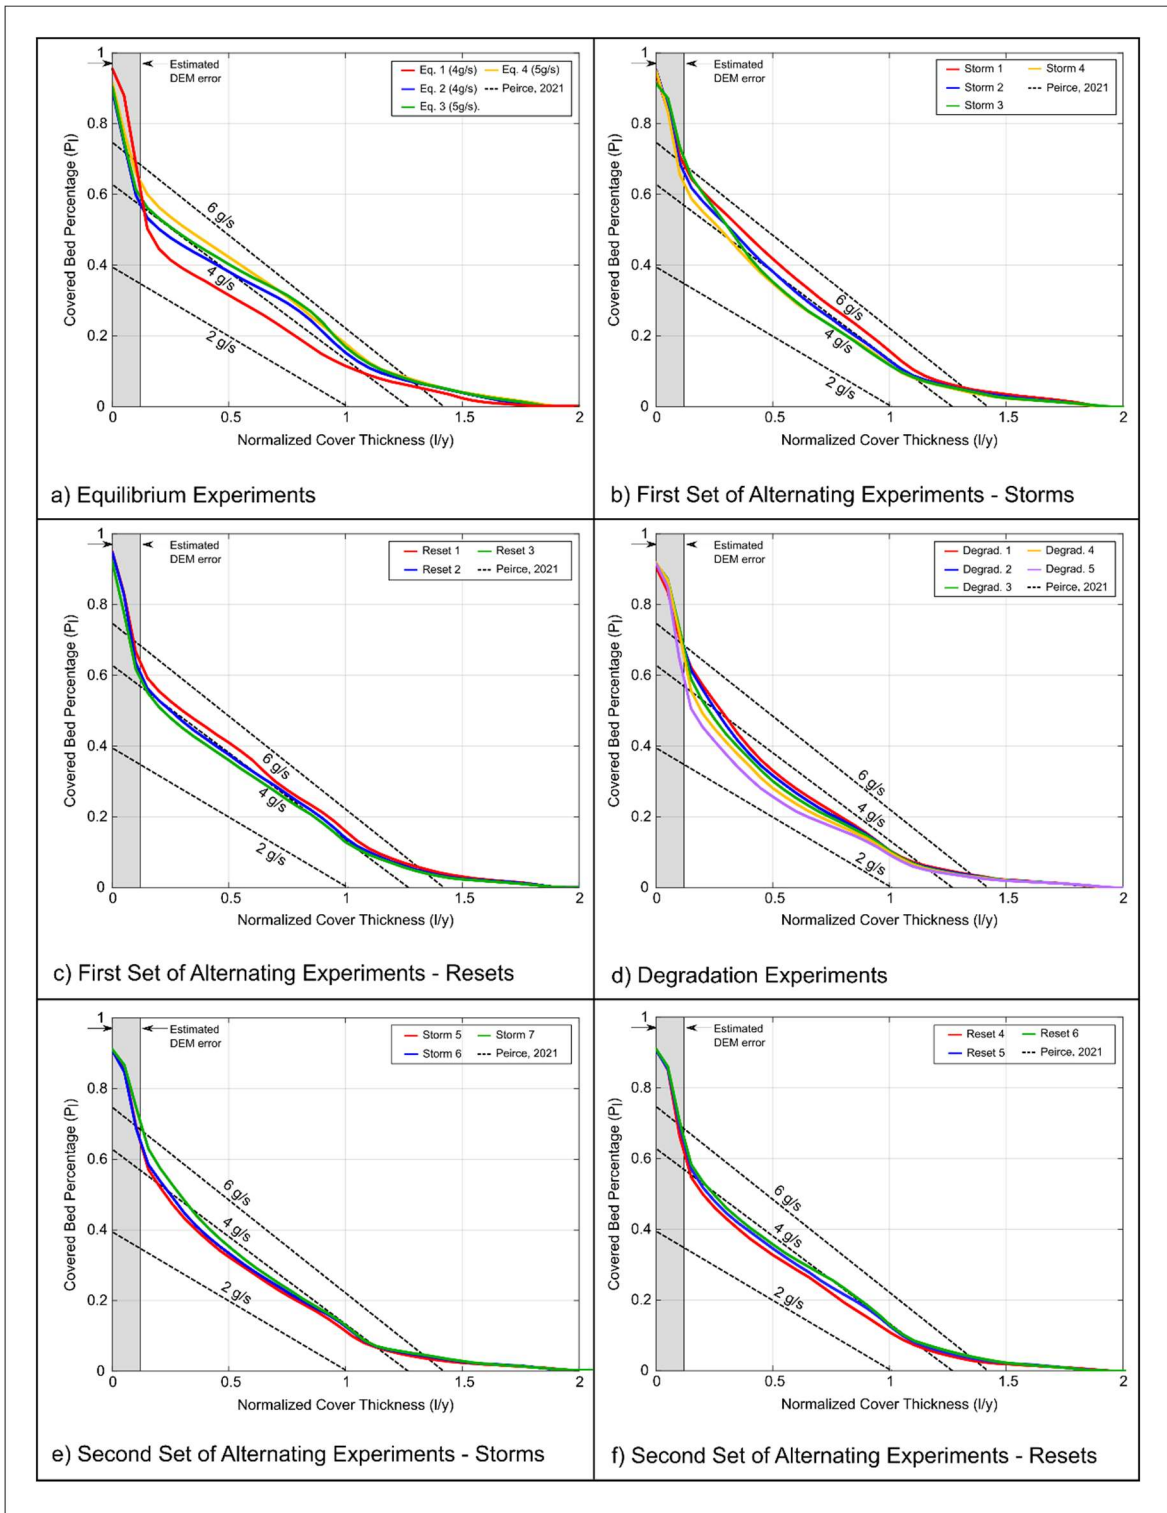 1
Estimated
DEM error
Eq. 1 (4g/s)
Eq. 4 (5g/s)
Eq. 2 (4g/s)
Peirce, 2021
Eq. 3 (5g/s).
0.8
0.6
0.4
0.2
0
Covered Bed Percentage (P|)
6 g/s
4 g/s
2 g/s
0
0.5
1
1.5
2
Normalized Cover Thickness (l/y)
a) Equilibrium Experiments
1
Estimated
DEM error
Storm 1
Storm 4
Storm 2
Peirce, 2021
Storm 3
0.8
0.6
0.4
0.2
0
Covered Bed Percentage (P|)
6 g/s
4 g/s
2 g/s
0
0.5
1
1.5
2
Normalized Cover Thickness (l/y)
b) First Set of Alternating Experiments - Storms
1
Estimated
DEM error
Reset 1
Reset 3
Reset 2
Peirce, 2021
0.8
0.6
0.4
0.2
0
Covered Bed Percentage (P|)
6 g/s
4 g/s
2 g/s
0
0.5
1
1.5
2
Normalized Cover Thickness (l/y)
c) First Set of Alternating Experiments - Resets
1
Estimated
DEM error
Degrad. 1
Degrad. 4
Degrad. 2
Degrad. 5
Degrad. 3
Peirce, 2021
0.8
0.6
0.4
0.2
0
Covered Bed Percentage (P|)
6 g/s
4 g/s
2 g/s
0
0.5
1
1.5
2
Normalized Cover Thickness (l/y)
d) Degradation Experiments
1
Estimated
DEM error
Storm 5
Storm 7
Storm 6
Peirce, 2021
0.8
0.6
0.4
0.2
0
Covered Bed Percentage (P|)
6 g/s
4 g/s
2 g/s
0
0.5
1
1.5
2
Normalized Cover Thickness (l/y)
e) Second Set of Alternating Experiments - Storms
1
Estimated
DEM error
Reset 4
Reset 6
Reset 5
Peirce, 2021
0.8
0.6
0.4
0.2
0
Covered Bed Percentage (P|)
6 g/s
4 g/s
2 g/s
0
0.5
1
1.5
2
Normalized Cover Thickness (l/y)
f) Second Set of Alternating Experiments - Resets